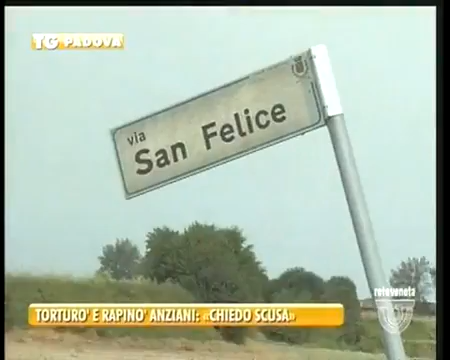 TG PADOVA
via
San Felice
reteveneta
TORTURO' E RAPINO' ANZIANI: «CHIEDO SCUSA»